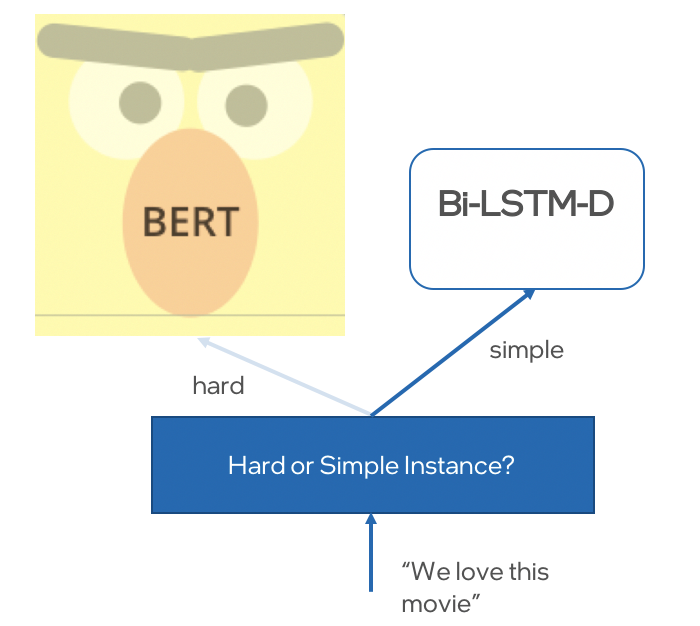 BERT
Bi-LSTM-D
simple
hard
Hard or Simple Instance?
“We love this
movie”